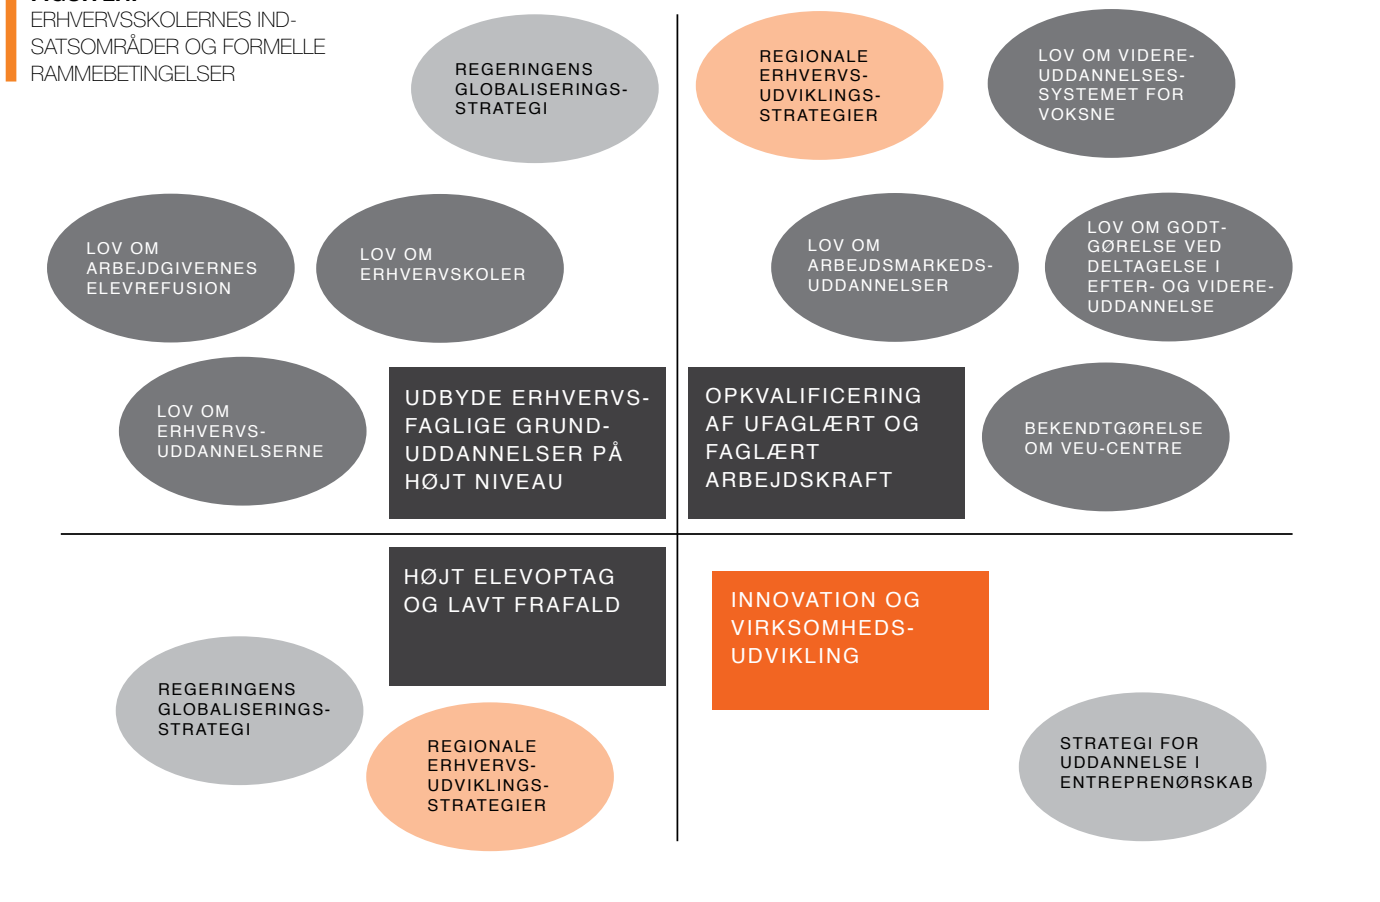 ERHVERVSSKOLERNES IND-
SATSOMRÅDER OG FORMELLE
RAMMEBETINGELSER
REGERINGENS
GLOBALISERINGS-
STRATEGI
REGIONALE
ERHVERVS-
UDVIKLINGS-
STRATEGIER
LOV OM VIDERE-
UDDANNELSES-
SYSTEMET FOR
VOKSNE
LOV OM
ARBEJDGIVERNES
ELEVREFUSION
LOV OM
ERHVERVSKOLER
LOV OM
ARBEJDSMARKEDS-
UDDANNELSER
LOV OM GODT-
GØRELSE VED
DELTAGELSE I
EFTER- OG VIDERE-
UDDANNELSE
LOV OM
ERHVERVS-
UDDANNELSERNE
UDBYDE ERHVERVS-
FAGLIGE GRUND-
UDDANNELSER PÅ
HØJT NIVEAU
OPKVALIFICERING
AF UFAGLÆRT OG
FAGLÆRT
ARBEJDSKRAFT
BEKENDTGØRELSE
OM VEU-CENTRE
HØJT ELEVOPTAG
OG LAVT FRAFALD
INNOVATION OG
VIRKSOMHEDS-
UDVIKLING
REGERINGENS
GLOBALISERINGS-
STRATEGI
REGIONALE
ERHVERVS-
UDVIKLINGS-
STRATEGIER
STRATEGI FOR
UDDANNELSE I
ENTREPRENØRSKAB